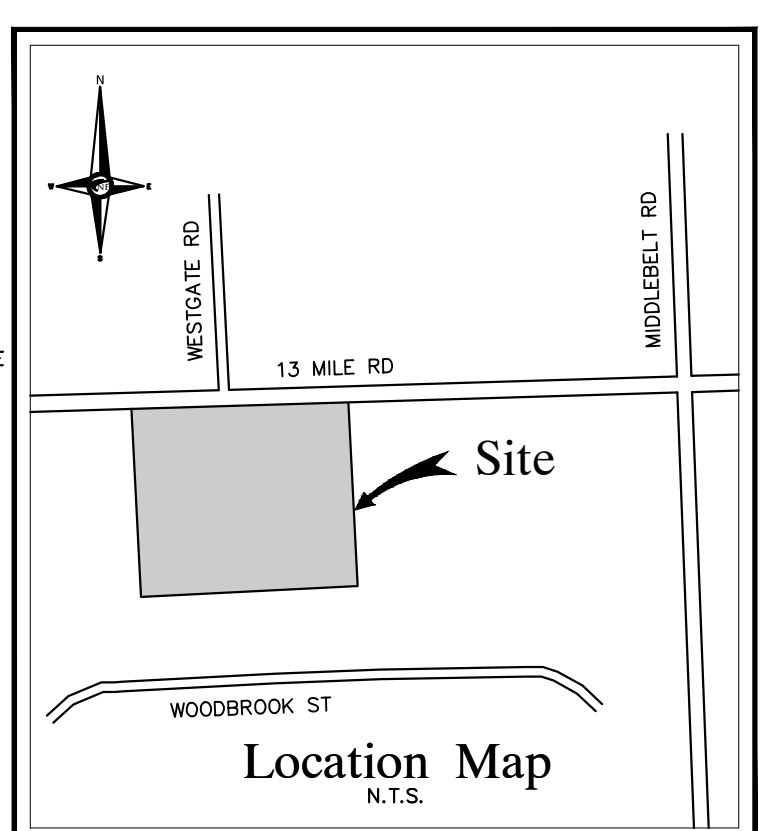 N
W
E
S
WESTGATE RD
MIDDLEBELT RD
13 MILE RD
Site
WOODBROOK ST
Location Map
N.T.S.